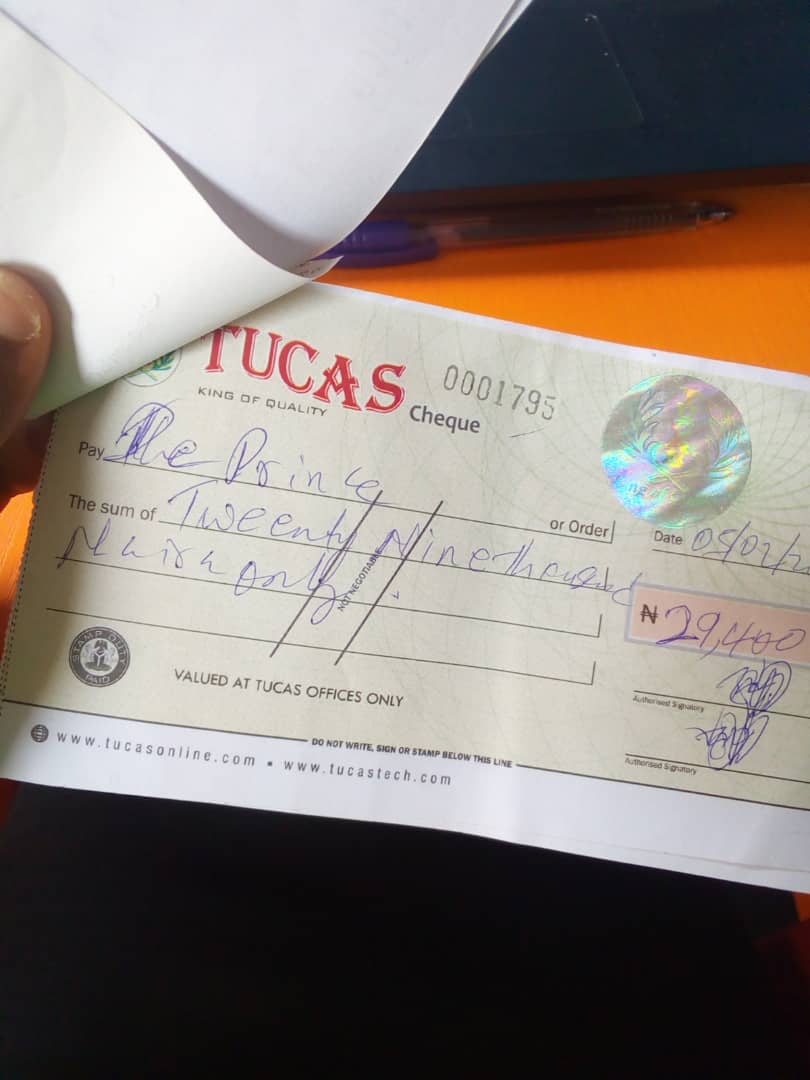 TUCAS
KING OF QUALITY
Cheque
0001795
Pay The Prince
or Order
Date 05/02/2
The sum of Tweenty Nine thousand
Naira only.
NOT NEGOTIABLE
₦ 29,400
STAMP DUTY
PAID
VALUED AT TUCAS OFFICES ONLY
Authorised Signatory
Authorised Signatory
DO NOT WRITE, SIGN OR STAMP BELOW THIS LINE
www.tucasonline.com ▪ www.tucastech.com